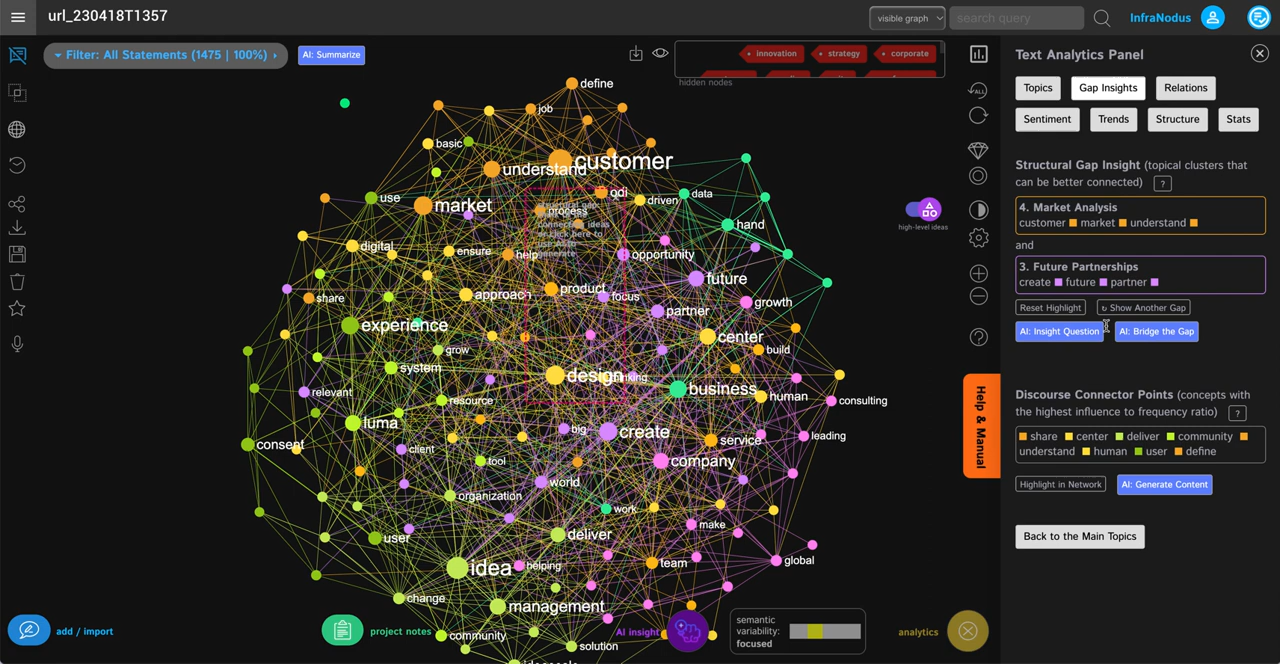 url_230418T1357
visible graph
search query
InfraNodus
Filter: All Statements (1475 | 100%)
AI: Summarize
innovation
strategy
corporate
hidden nodes
define
job
basic
customer
understand
odi
data
use
market
process
driven
hand
structural gap:
high-level ideas
digital
ensure
help
opportunity
future
approach
product
focus
share
partner
growth
experience
center
grow
build
system
design
thinking
relevant
resource
business
human
consulting
luma
big
create
leading
consent
client
service
tool
company
world
organization
work
make
user
deliver
idea
helping
team
global
change
management
community
solution
add / import
project notes
AI insight
semantic
variability:
focused
analytics
Text Analytics Panel
Topics
Gap Insights
Relations
Sentiment
Trends
Structure
Stats
Structural Gap Insight (topical clusters that
can be better connected) ?
4. Market Analysis
customer market understand
and
3. Future Partnerships
create future partner
Reset Highlight
↻ Show Another Gap
AI: Insight Question
AI: Bridge the Gap
Discourse Connector Points (concepts with
the highest influence to frequency ratio) ?
share center deliver community
understand human user define
Highlight in Network
AI: Generate Content
Back to the Main Topics
Help & Manual